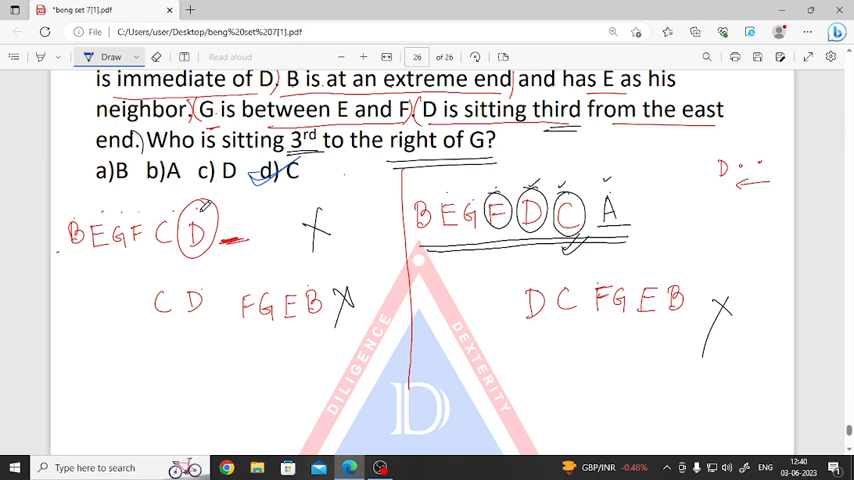 *beng set 7[1].pdf
File
C:/Users/user/Desktop/beng%20set%207[1].pdf
Draw
Read aloud
26 of 26
is immediate of D). B is at an extreme end) and has E as his
neighbor.)(G is between E and F)(D is sitting third from the east
end.) Who is sitting 3rd to the right of G?
a)B b)A c) D d) C
D
B E G F C D
B E G F D C A
C D F G E B
D C F G E B
DILIGENCE
DEXTERITY
D
Type here to search
GBP/INR -0.46%
ENG
12:40
03-06-2023